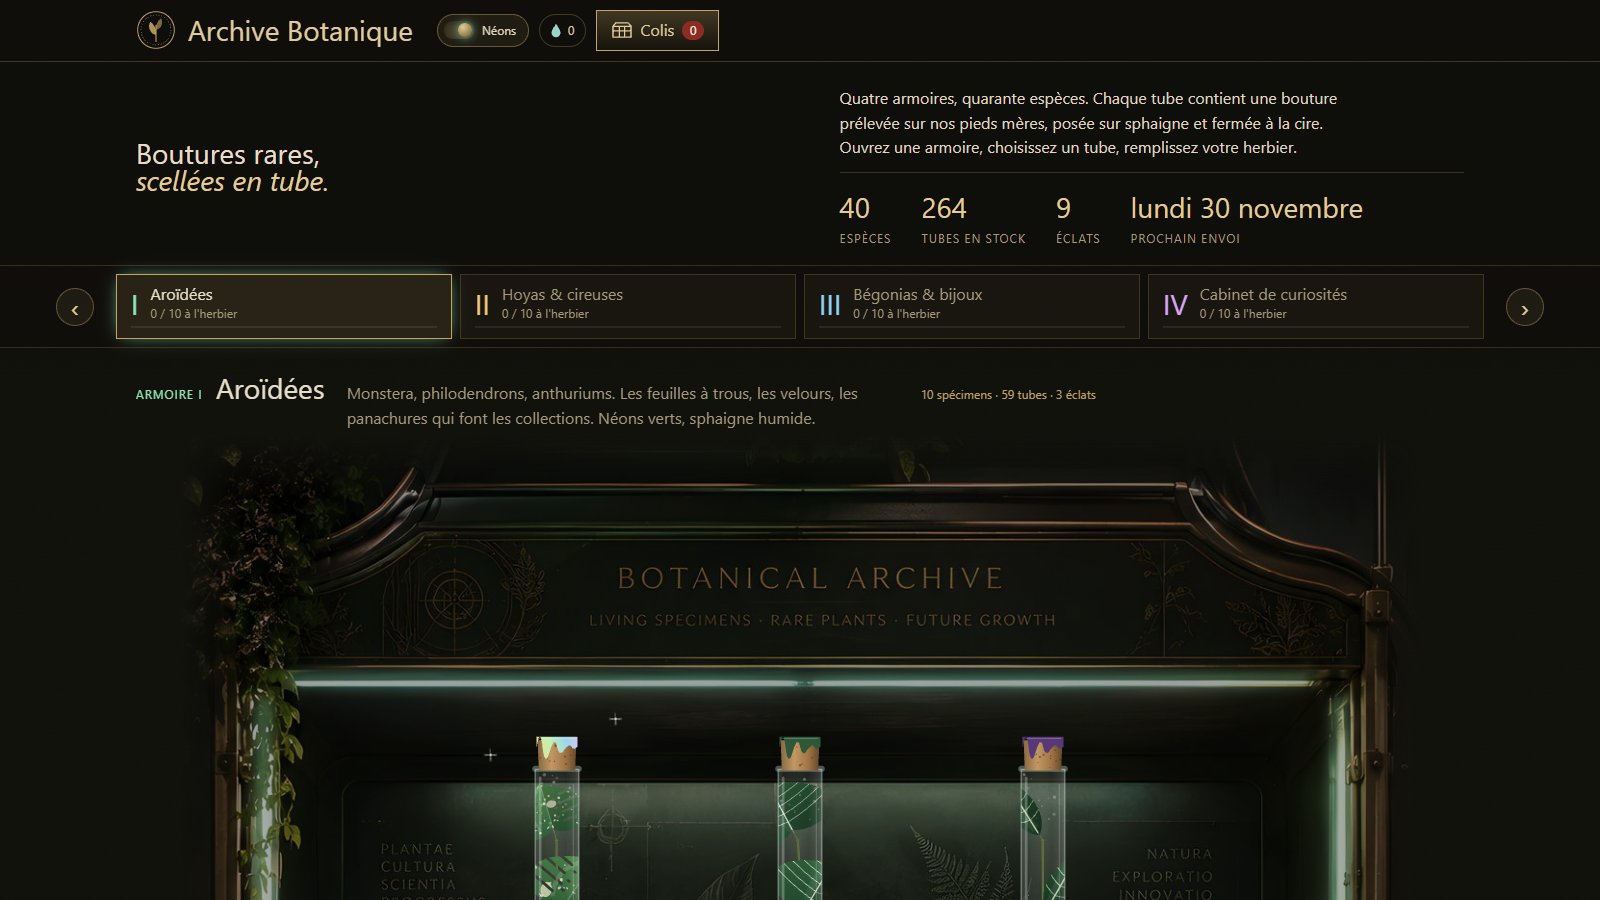 Archive Botanique
Néons
0
Colis
0
Boutures rares,
scellées en tube.
Quatre armoires, quarante espèces. Chaque tube contient une bouture
prélevée sur nos pieds mères, posée sur sphaigne et fermée à la cire.
Ouvrez une armoire, choisissez un tube, remplissez votre herbier.
40
ESPÈCES
264
TUBES EN STOCK
9
ÉCLATS
lundi 30 novembre
PROCHAIN ENVOI
‹
I
Aroïdées
0 / 10 à l'herbier
II
Hoyas & cireuses
0 / 10 à l'herbier
III
Bégonias & bijoux
0 / 10 à l'herbier
IV
Cabinet de curiosités
0 / 10 à l'herbier
›
ARMOIRE I
Aroïdées
Monstera, philodendrons, anthuriums. Les feuilles à trous, les velours, les
panachures qui font les collections. Néons verts, sphaigne humide.
10 spécimens · 59 tubes · 3 éclats
BOTANICAL ARCHIVE
LIVING SPECIMENS · RARE PLANTS · FUTURE GROWTH
PLANTAE
CULTURA
SCIENTIA
NATURA
EXPLORATIO
INNOVATIO